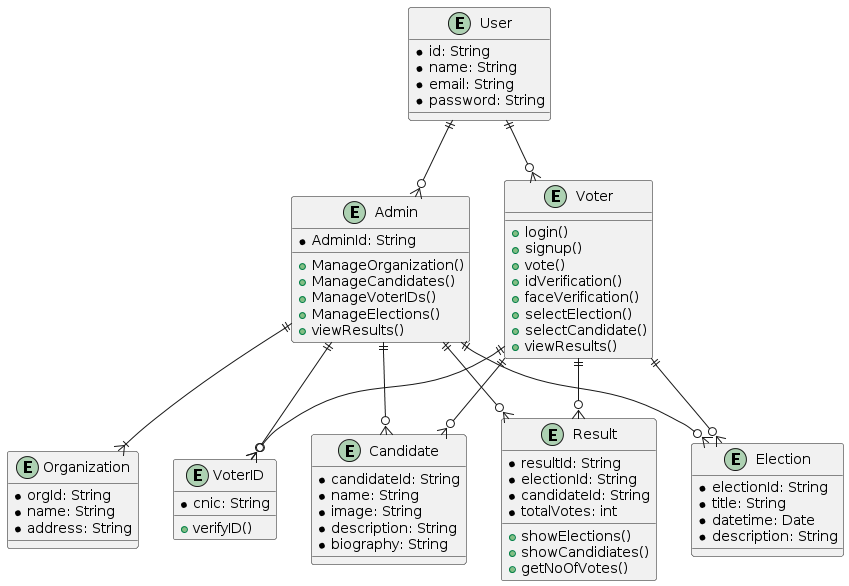 E User
id: String
name: String
email: String
password: String
E Admin
AdminId: String
ManageOrganization()
ManageCandidates()
ManageVoterIDs()
ManageElections()
viewResults()
E Voter
login()
signup()
vote()
idVerification()
faceVerification()
selectElection()
selectCandidate()
viewResults()
E Organization
orgId: String
name: String
address: String
E VoterID
cnic: String
verifyID()
E Candidate
candidateId: String
name: String
image: String
description: String
biography: String
E Result
resultId: String
electionId: String
candidateId: String
totalVotes: int
showElections()
showCandidiates()
getNoOfVotes()
E Election
electionId: String
title: String
datetime: Date
description: String